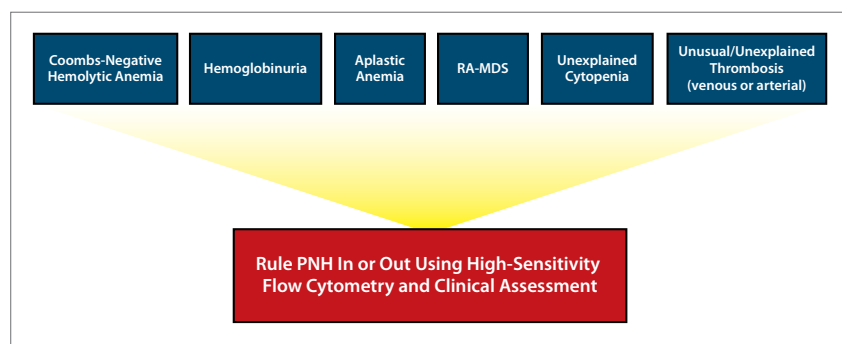 Coombs-Negative
Hemolytic Anemia
Hemoglobinuria
Aplastic
Anemia
RA-MDS
Unexplained
Cytopenia
Unusual/Unexplained
Thrombosis
(venous or arterial)
Rule PNH In or Out Using High-Sensitivity
Flow Cytometry and Clinical Assessment